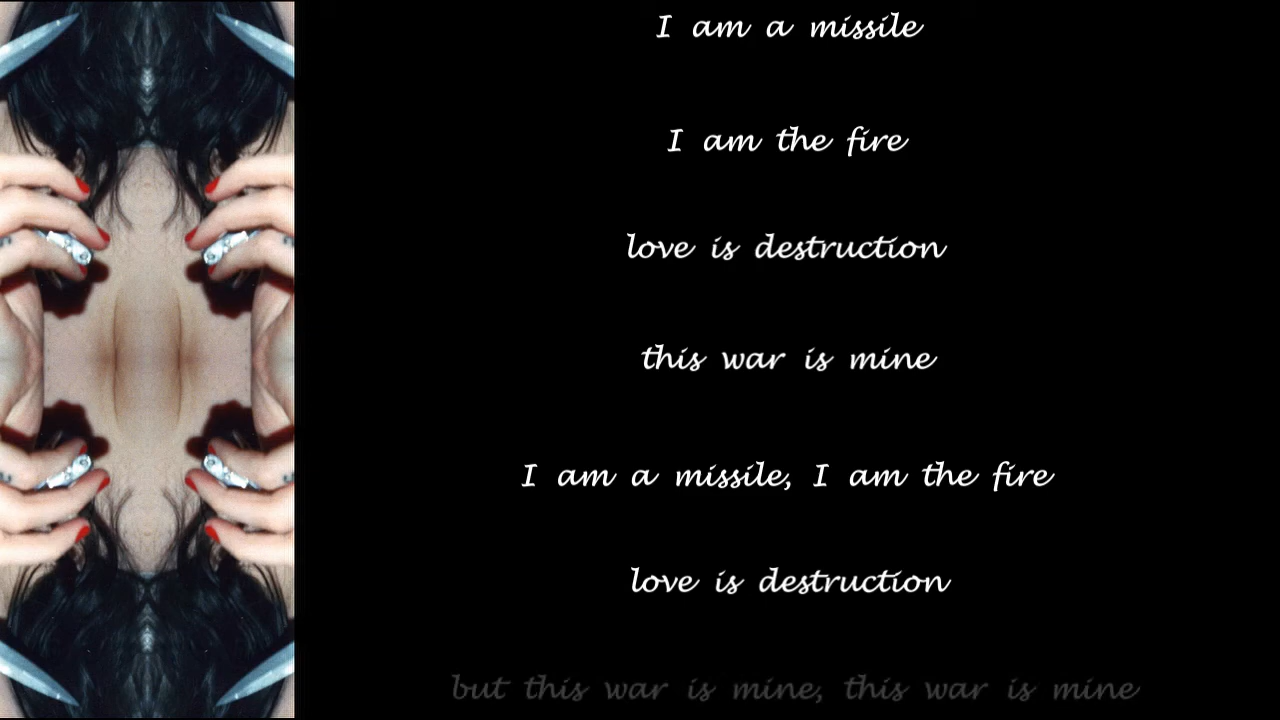 I am a missile
I am the fire
love is destruction
this war is mine
I am a missile, I am the fire
love is destruction
but this war is mine, this war is mine